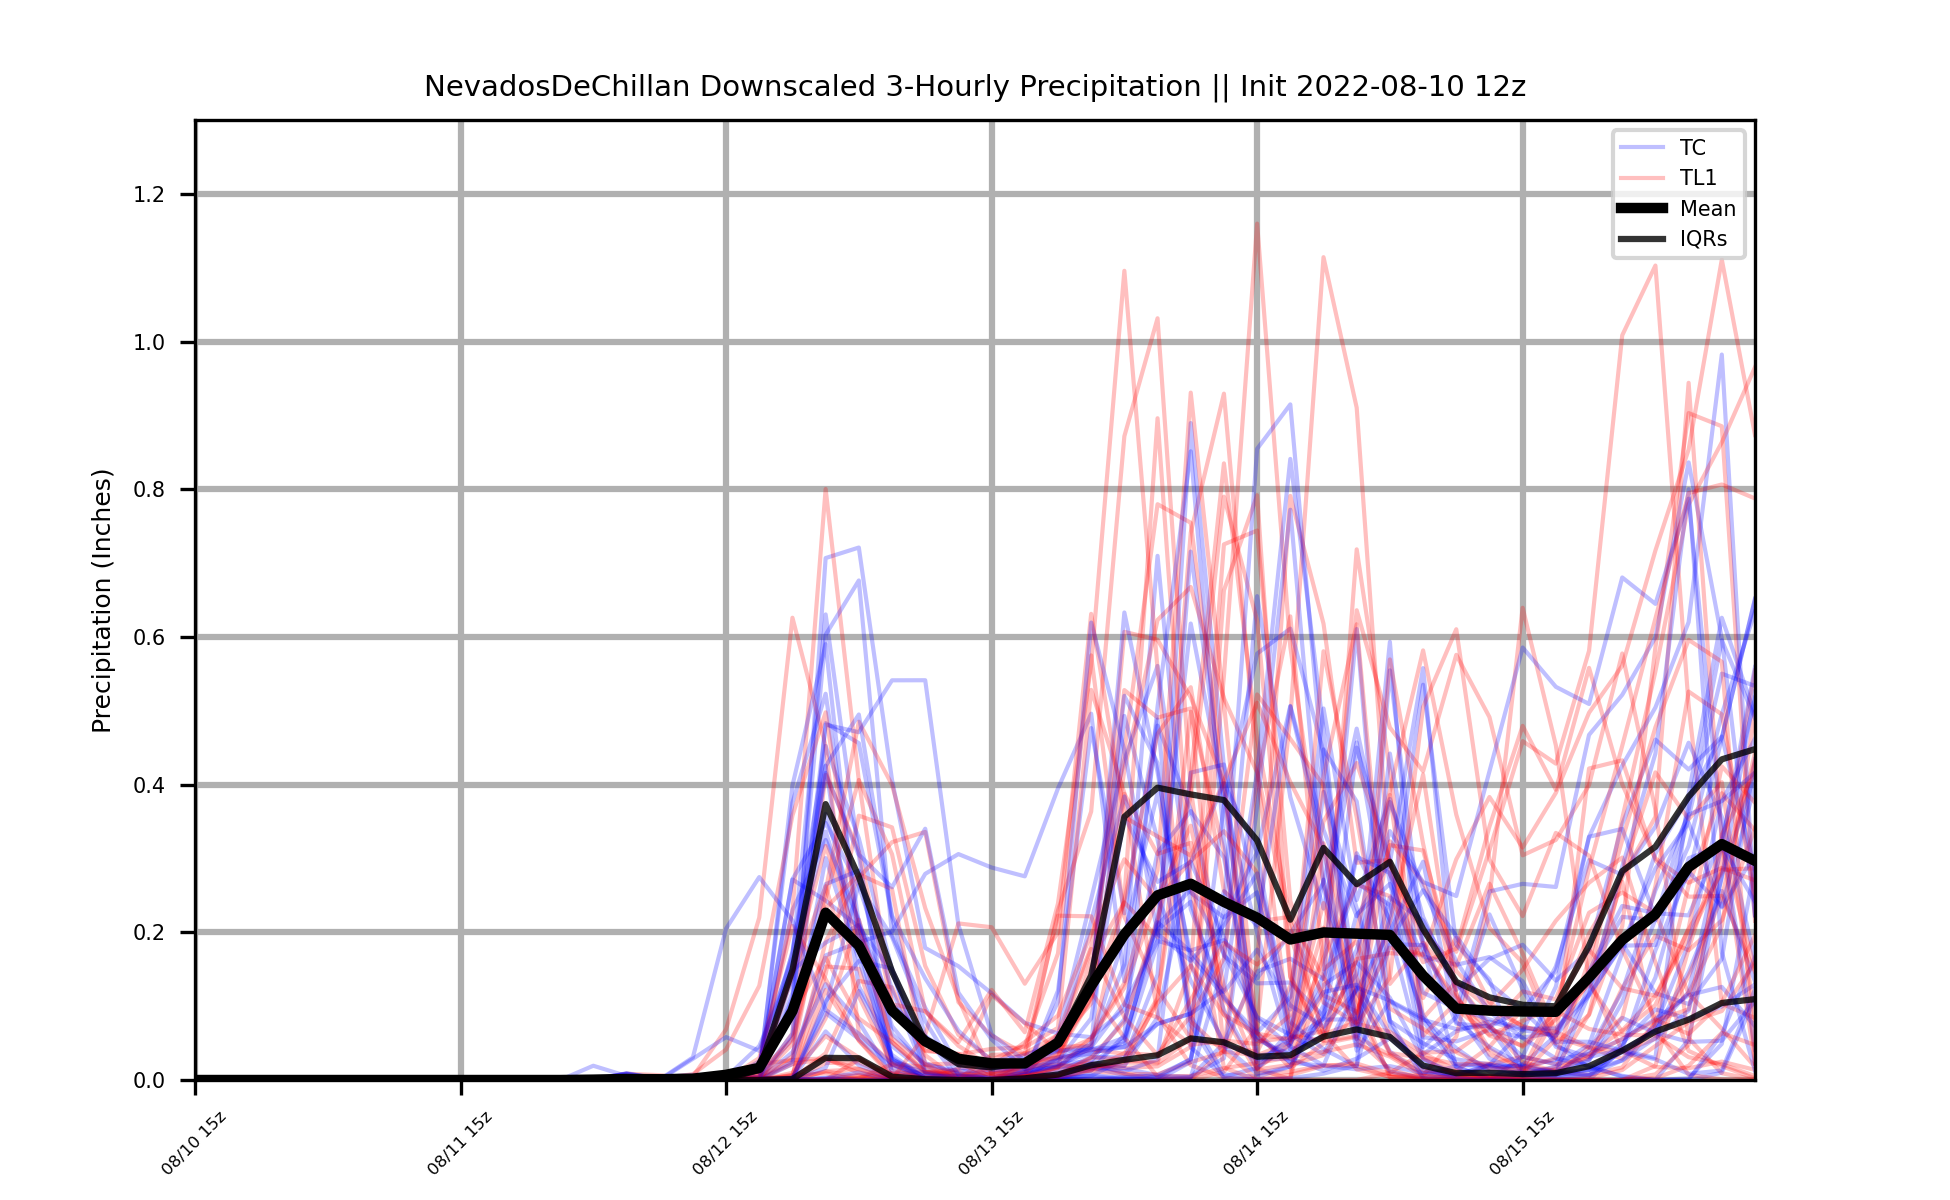 NevadosDeChillan Downscaled 3-Hourly Precipitation || Init 2022-08-10 12z
TC
TL1
Mean
IQRs
Precipitation (Inches)
1.2
1.0
0.8
0.6
0.4
0.2
0.0
08/10 15z
08/11 15z
08/12 15z
08/13 15z
08/14 15z
08/15 15z